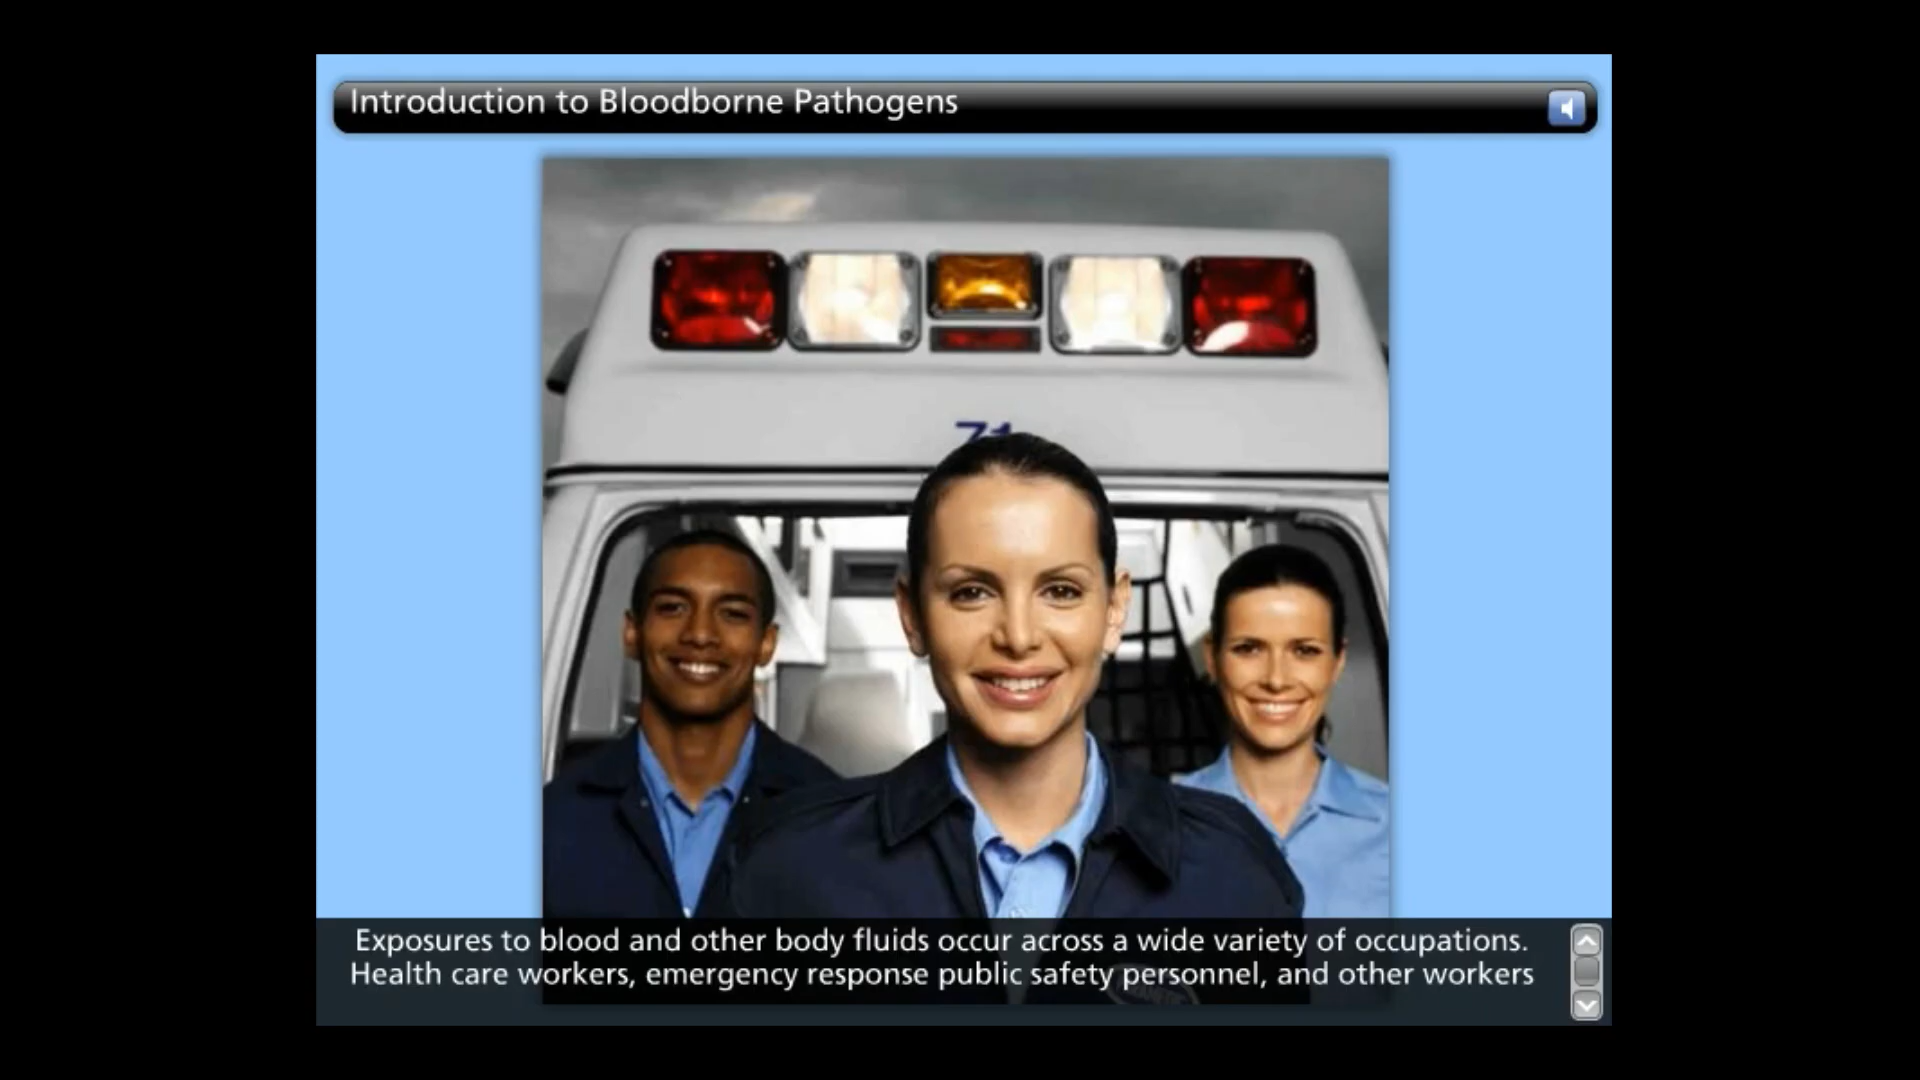 Introduction to Bloodborne Pathogens
71
Exposures to blood and other body fluids occur across a wide variety of occupations.
Health care workers, emergency response public safety personnel, and other workers